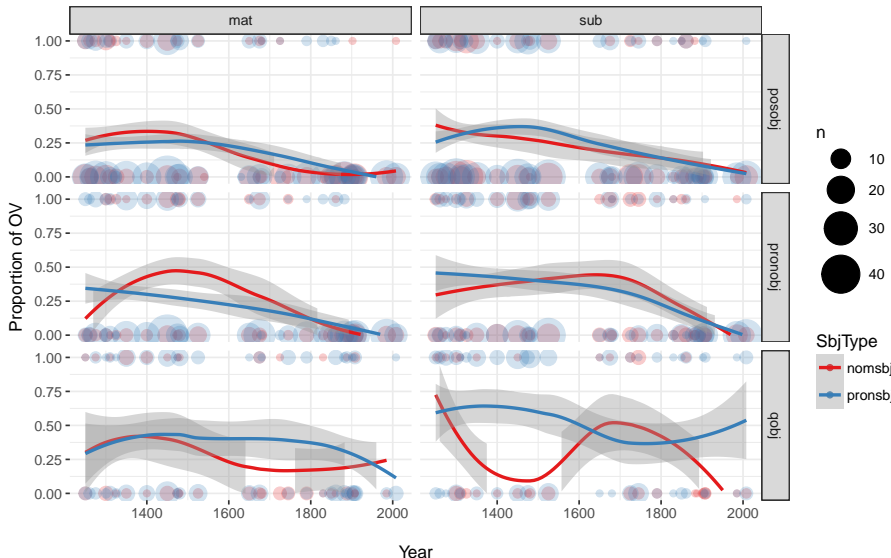 mat sub
1.00
0.75
0.50
0.25
0.00
posobj
1.00
0.75
0.50
0.25
0.00
pronobj
1.00
0.75
0.50
0.25
0.00
qobj
1400 1600 1800 2000 1400 1600 1800 2000
Year
Proportion of OV
n
10
20
30
40
SbjType
nomsbj
pronsbj